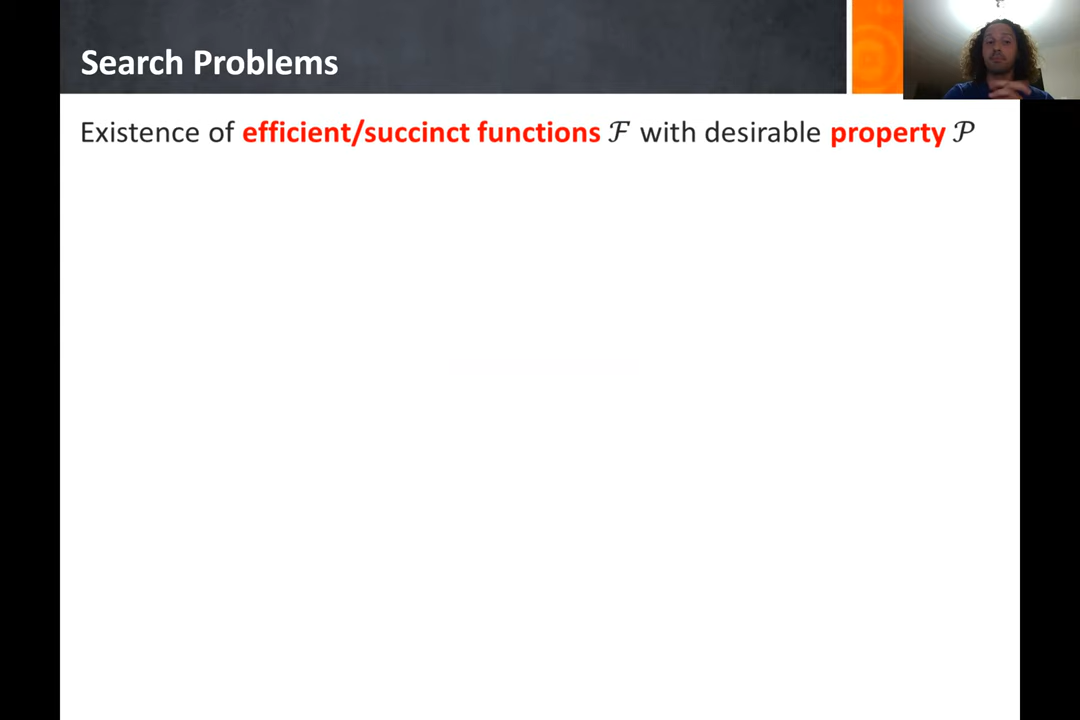 Search Problems
Existence of efficient/succinct functions ℱ with desirable property 𝒫